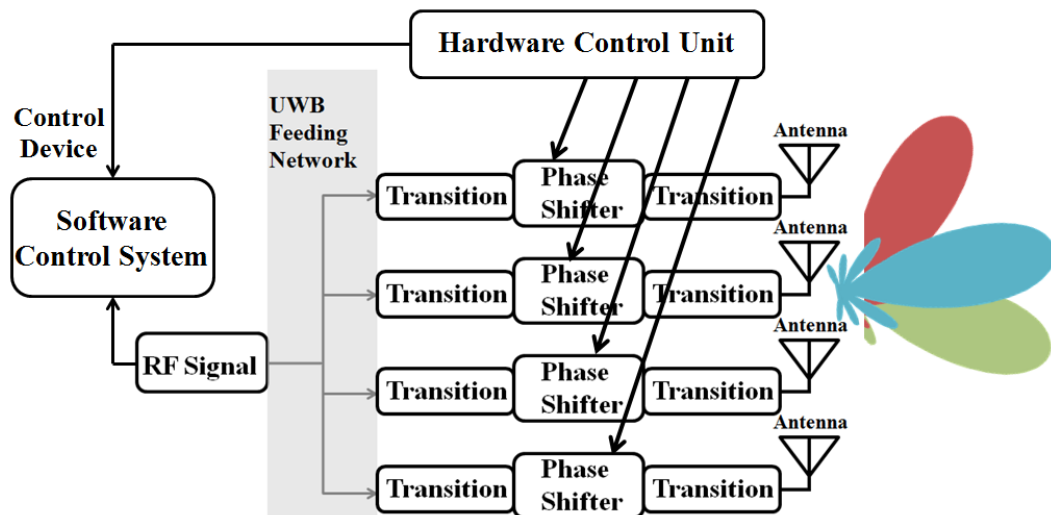 Hardware Control Unit
Control
Device
UWB
Feeding
Network
Software
Control System
RF Signal
Transition
Phase
Shifter
Transition
Antenna
Transition
Phase
Shifter
Transition
Antenna
Transition
Phase
Shifter
Transition
Antenna
Transition
Phase
Shifter
Transition
Antenna